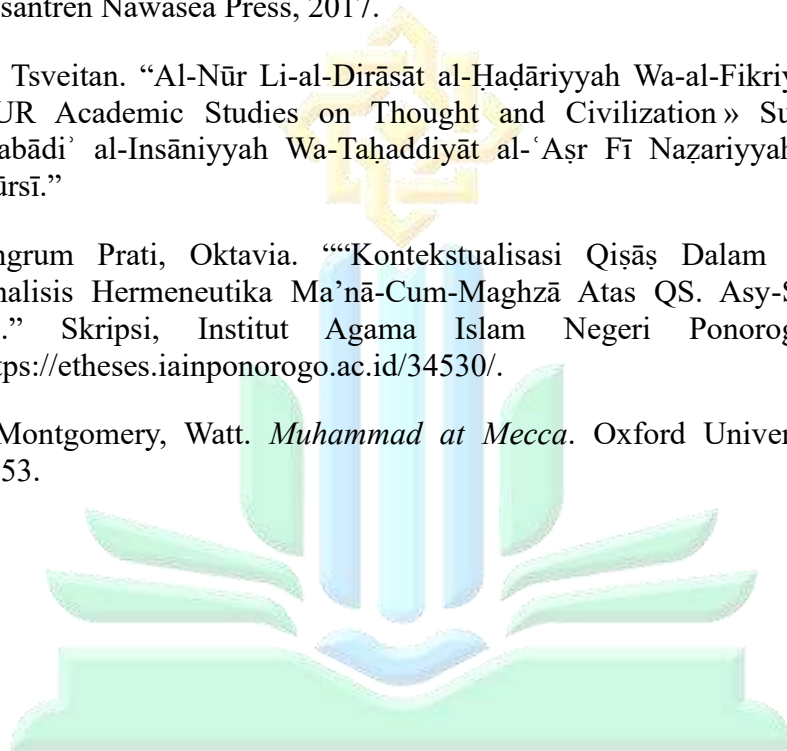 santren Nawasea Press, 2017.
Tsveitan. “Al-Nūr Li-al-Dirāsāt al-Ḥaḍāriyyah Wa-al-Fikriy
UR Academic Studies on Thought and Civilization » Su
abādiʾ al-Insāniyyah Wa-Taḥaddiyāt al-ʿAṣr Fī Naẓariyyah
ūrsī.”
ngrum Prati, Oktavia. ““Kontekstualisasi Qiṣāṣ Dalam
nalisis Hermeneutika Ma’nā-Cum-Maghzā Atas QS. Asy-S
.” Skripsi, Institut Agama Islam Negeri Ponorog
tps://etheses.iainponorogo.ac.id/34530/.
Montgomery, Watt. Muhammad at Mecca. Oxford Univer
53.